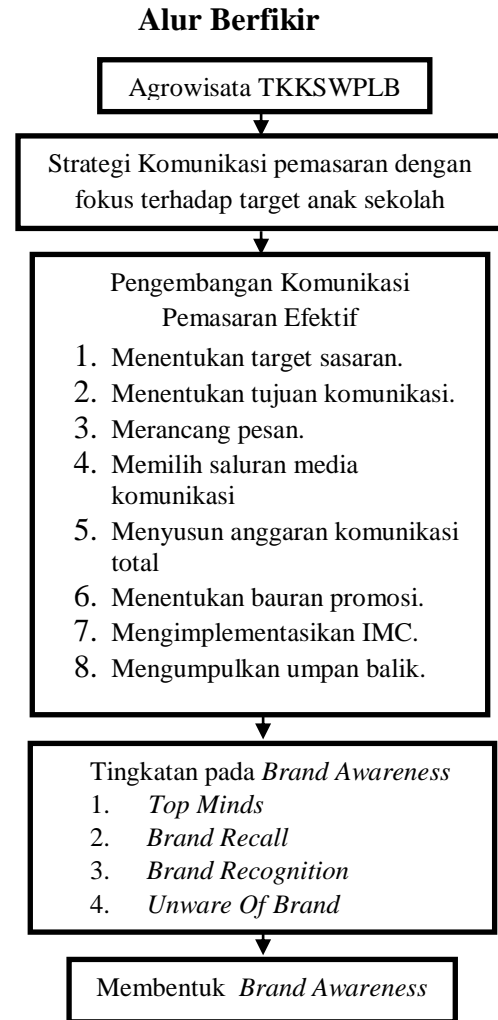 Alur Berfikir
Agrowisata TKKSWPLB
Strategi Komunikasi pemasaran dengan
fokus terhadap target anak sekolah
Pengembangan Komunikasi
Pemasaran Efektif
1. Menentukan target sasaran.
2. Menentukan tujuan komunikasi.
3. Merancang pesan.
4. Memilih saluran media
komunikasi
5. Menyusun anggaran komunikasi
total
6. Menentukan bauran promosi.
7. Mengimplementasikan IMC.
8. Mengumpulkan umpan balik.
Tingkatan pada Brand Awareness
1. Top Minds
2. Brand Recall
3. Brand Recognition
4. Unware Of Brand
Membentuk Brand Awareness